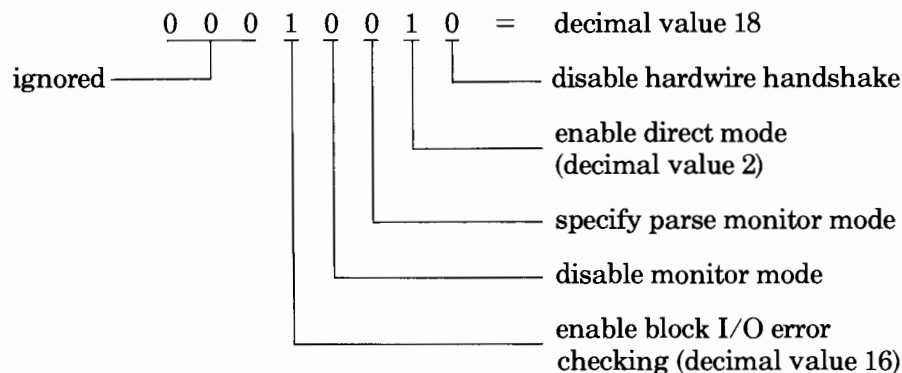 0 0 0 1 0 0 1 0 = decimal value 18
ignored
disable hardwire handshake
enable direct mode
(decimal value 2)
specify parse monitor mode
disable monitor mode
enable block I/O error
checking (decimal value 16)